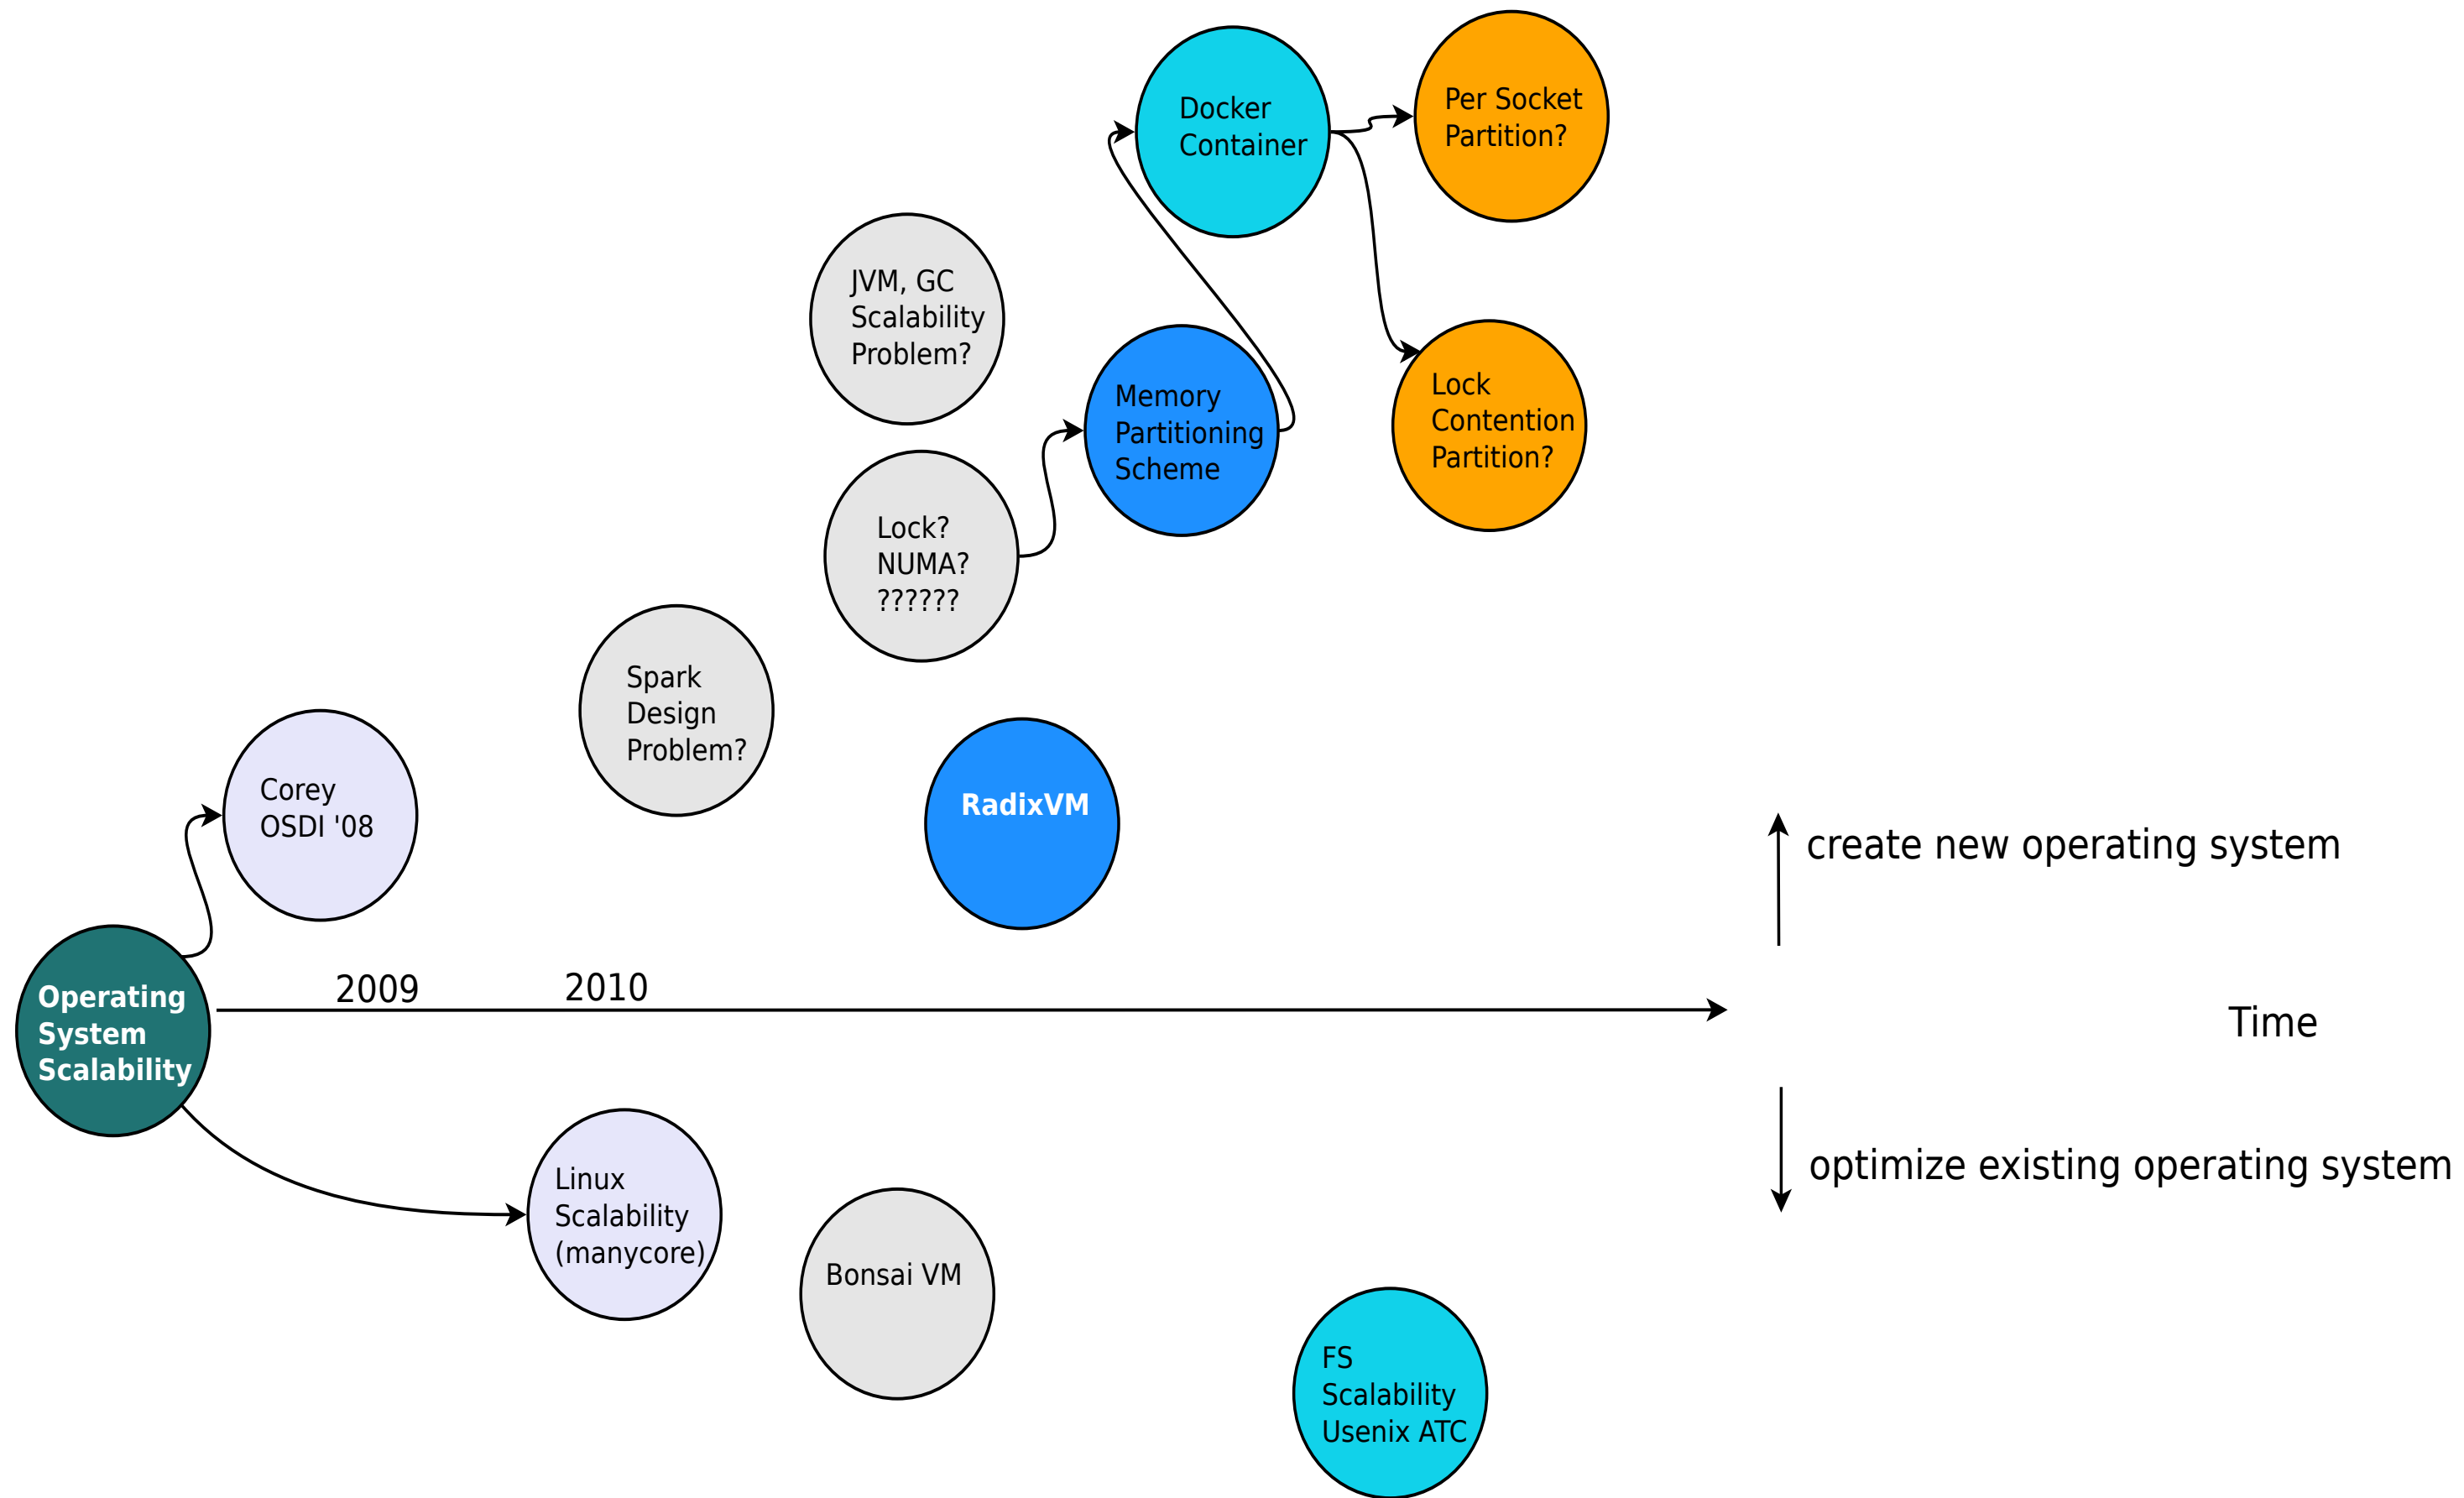 Docker
Container
Per Socket
Partition?
JVM, GC
Scalability
Problem?
Memory
Partitioning
Scheme
Lock
Contention
Partition?
Lock?
NUMA?
??????
Spark
Design
Problem?
Corey
OSDI '08
RadixVM
create new operating system
Operating
System
Scalability
2009
2010
Time
Linux
Scalability
(manycore)
optimize existing operating system
Bonsai VM
FS
Scalability
Usenix ATC